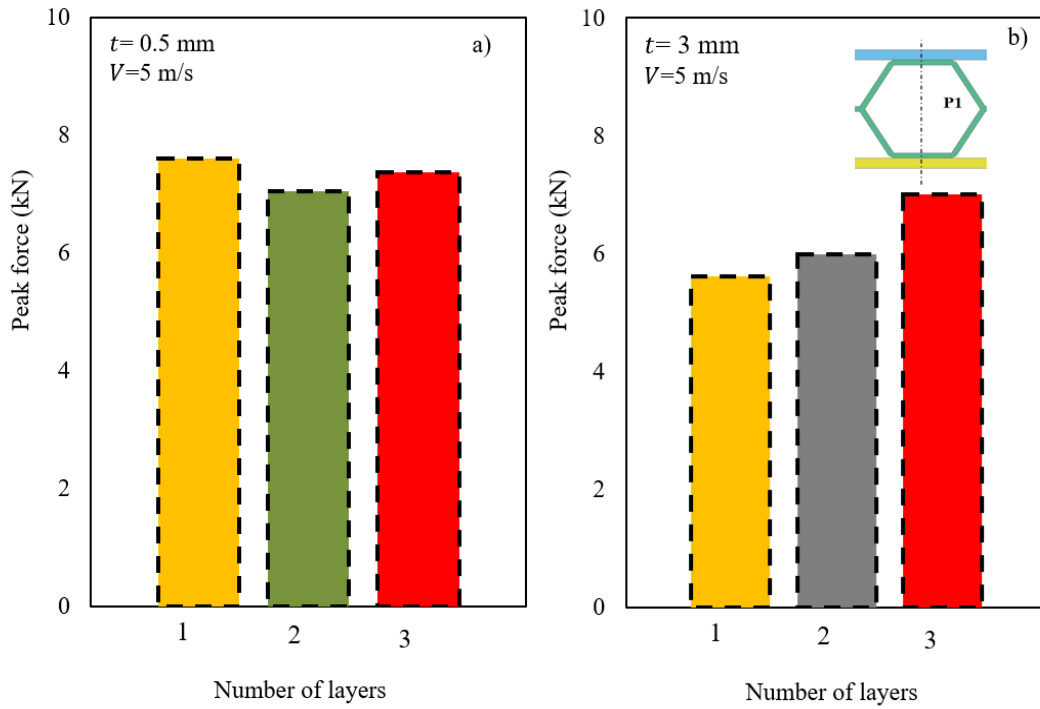 t= 0.5 mm
V=5 m/s
a)
10
8
6
4
2
0
Peak force (kN)
1
2
3
Number of layers
t= 3 mm
V=5 m/s
b)
P1
10
8
6
4
2
0
Peak force (kN)
1
2
3
Number of layers